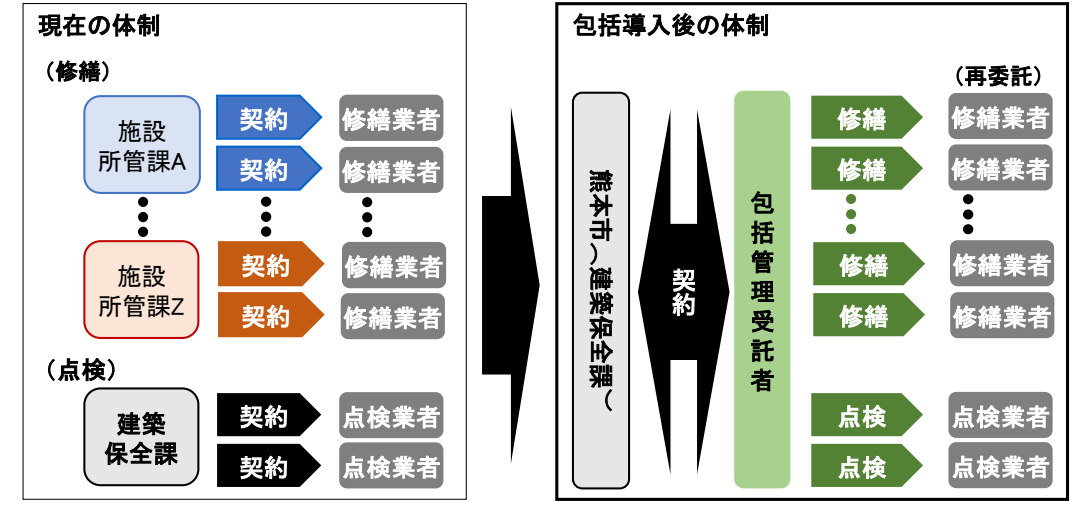 現在の体制
（修繕）
施設
所管課A
契約
修繕業者
契約
修繕業者
施設
所管課Z
契約
修繕業者
契約
修繕業者
（点検）
建築
保全課
契約
点検業者
契約
点検業者
包括導入後の体制
（再委託）
熊本市（建築保全課）
契約
包括管理受託者
修繕
修繕業者
修繕
修繕業者
修繕
修繕業者
修繕
修繕業者
点検
点検業者
点検
点検業者